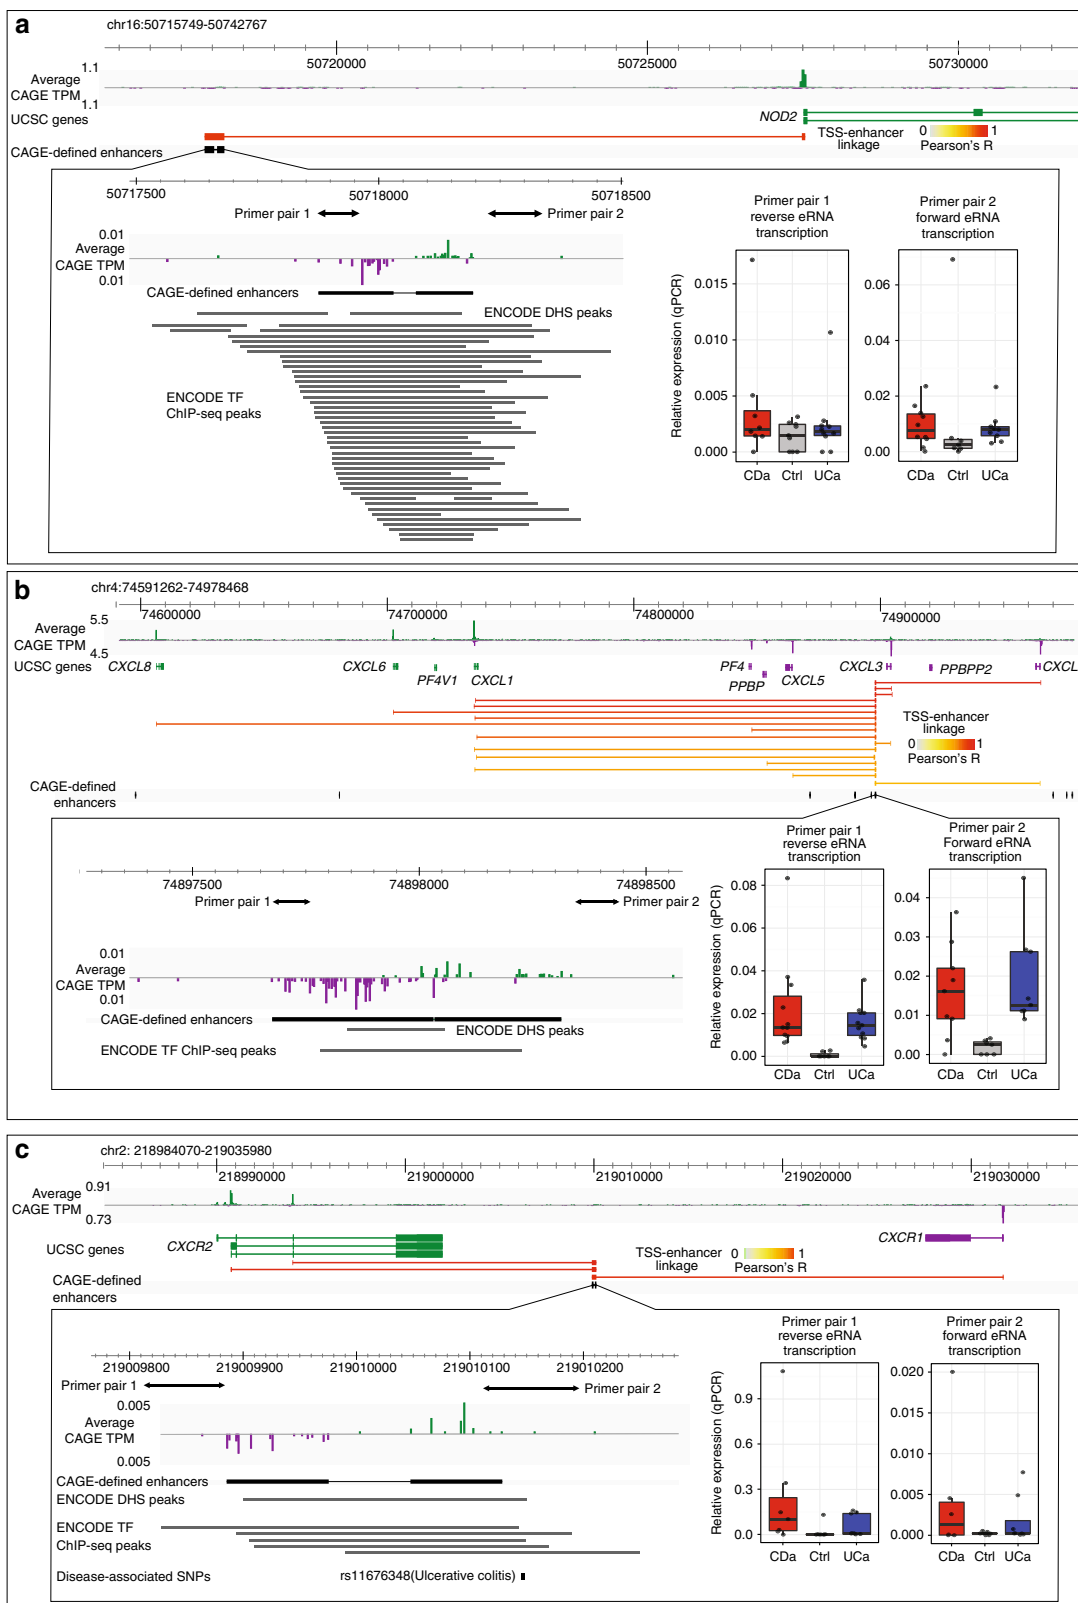 a
chr16:50715749-50742767
50720000 50725000 50730000
1.1
Average
CAGE TPM
1.1
UCSC genes
NOD2
TSS-enhancer
linkage
0 1
Pearson's R
CAGE-defined enhancers
50717500 50718000 50718500
Primer pair 1 Primer pair 2
0.01
Average
CAGE TPM
0.01
CAGE-defined enhancers
ENCODE DHS peaks
ENCODE TF
ChIP-seq peaks
Primer pair 1
reverse eRNA
transcription
Relative expression (qPCR)
0.015
0.010
0.005
0.000
CDa Ctrl UCa
Primer pair 2
forward eRNA
transcription
0.06
0.04
0.02
0.00
CDa Ctrl UCa
b
chr4:74591262-74978468
74600000 74700000 74800000 74900000
5.5
Average
CAGE TPM
4.5
UCSC genes
CXCL8 CXCL6 PF4V1 CXCL1 PF4 PPBP CXCL5 CXCL3 PPBPP2 CXCL
TSS-enhancer
linkage
0 1
Pearson's R
CAGE-defined
enhancers
74897500 74898000 74898500
Primer pair 1 Primer pair 2
0.01
Average
CAGE TPM
0.01
CAGE-defined enhancers
ENCODE DHS peaks
ENCODE TF ChIP-seq peaks
Primer pair 1
reverse eRNA
transcription
Relative expression (qPCR)
0.08
0.06
0.04
0.02
0.00
CDa Ctrl UCa
Primer pair 2
Forward eRNA
transcription
0.04
0.03
0.02
0.01
0.00
CDa Ctrl UCa
c
chr2: 218984070-219035980
218990000 219000000 219010000 219020000 219030000
0.91
Average
CAGE TPM
0.73
UCSC genes
CXCR2 CXCR1
TSS-enhancer
linkage
0 1
Pearson's R
CAGE-defined
enhancers
219009800 219009900 219010000 219010100 219010200
Primer pair 1 Primer pair 2
0.005
Average
CAGE TPM
0.005
CAGE-defined enhancers
ENCODE DHS peaks
ENCODE TF
ChIP-seq peaks
Disease-associated SNPs
rs11676348(Ulcerative colitis)
Primer pair 1
reverse eRNA
transcription
Relative expression (qPCR)
0.9
0.6
0.3
0.0
CDa Ctrl UCa
Primer pair 2
forward eRNA
transcription
0.020
0.015
0.010
0.005
0.000
CDa Ctrl UCa